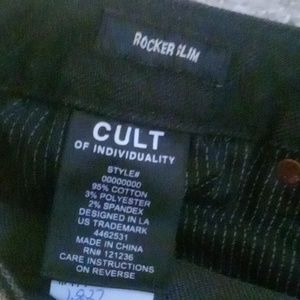 ROCKER SLIM
CULT
OF INDIVIDUALITY
STYLE#
00000000
95% COTTON
3% POLYESTER
2% SPANDEX
DESIGNED IN LA
US TRADEMARK
4462531
MADE IN CHINA
RN# 121236
CARE INSTRUCTIONS
ON REVERSE